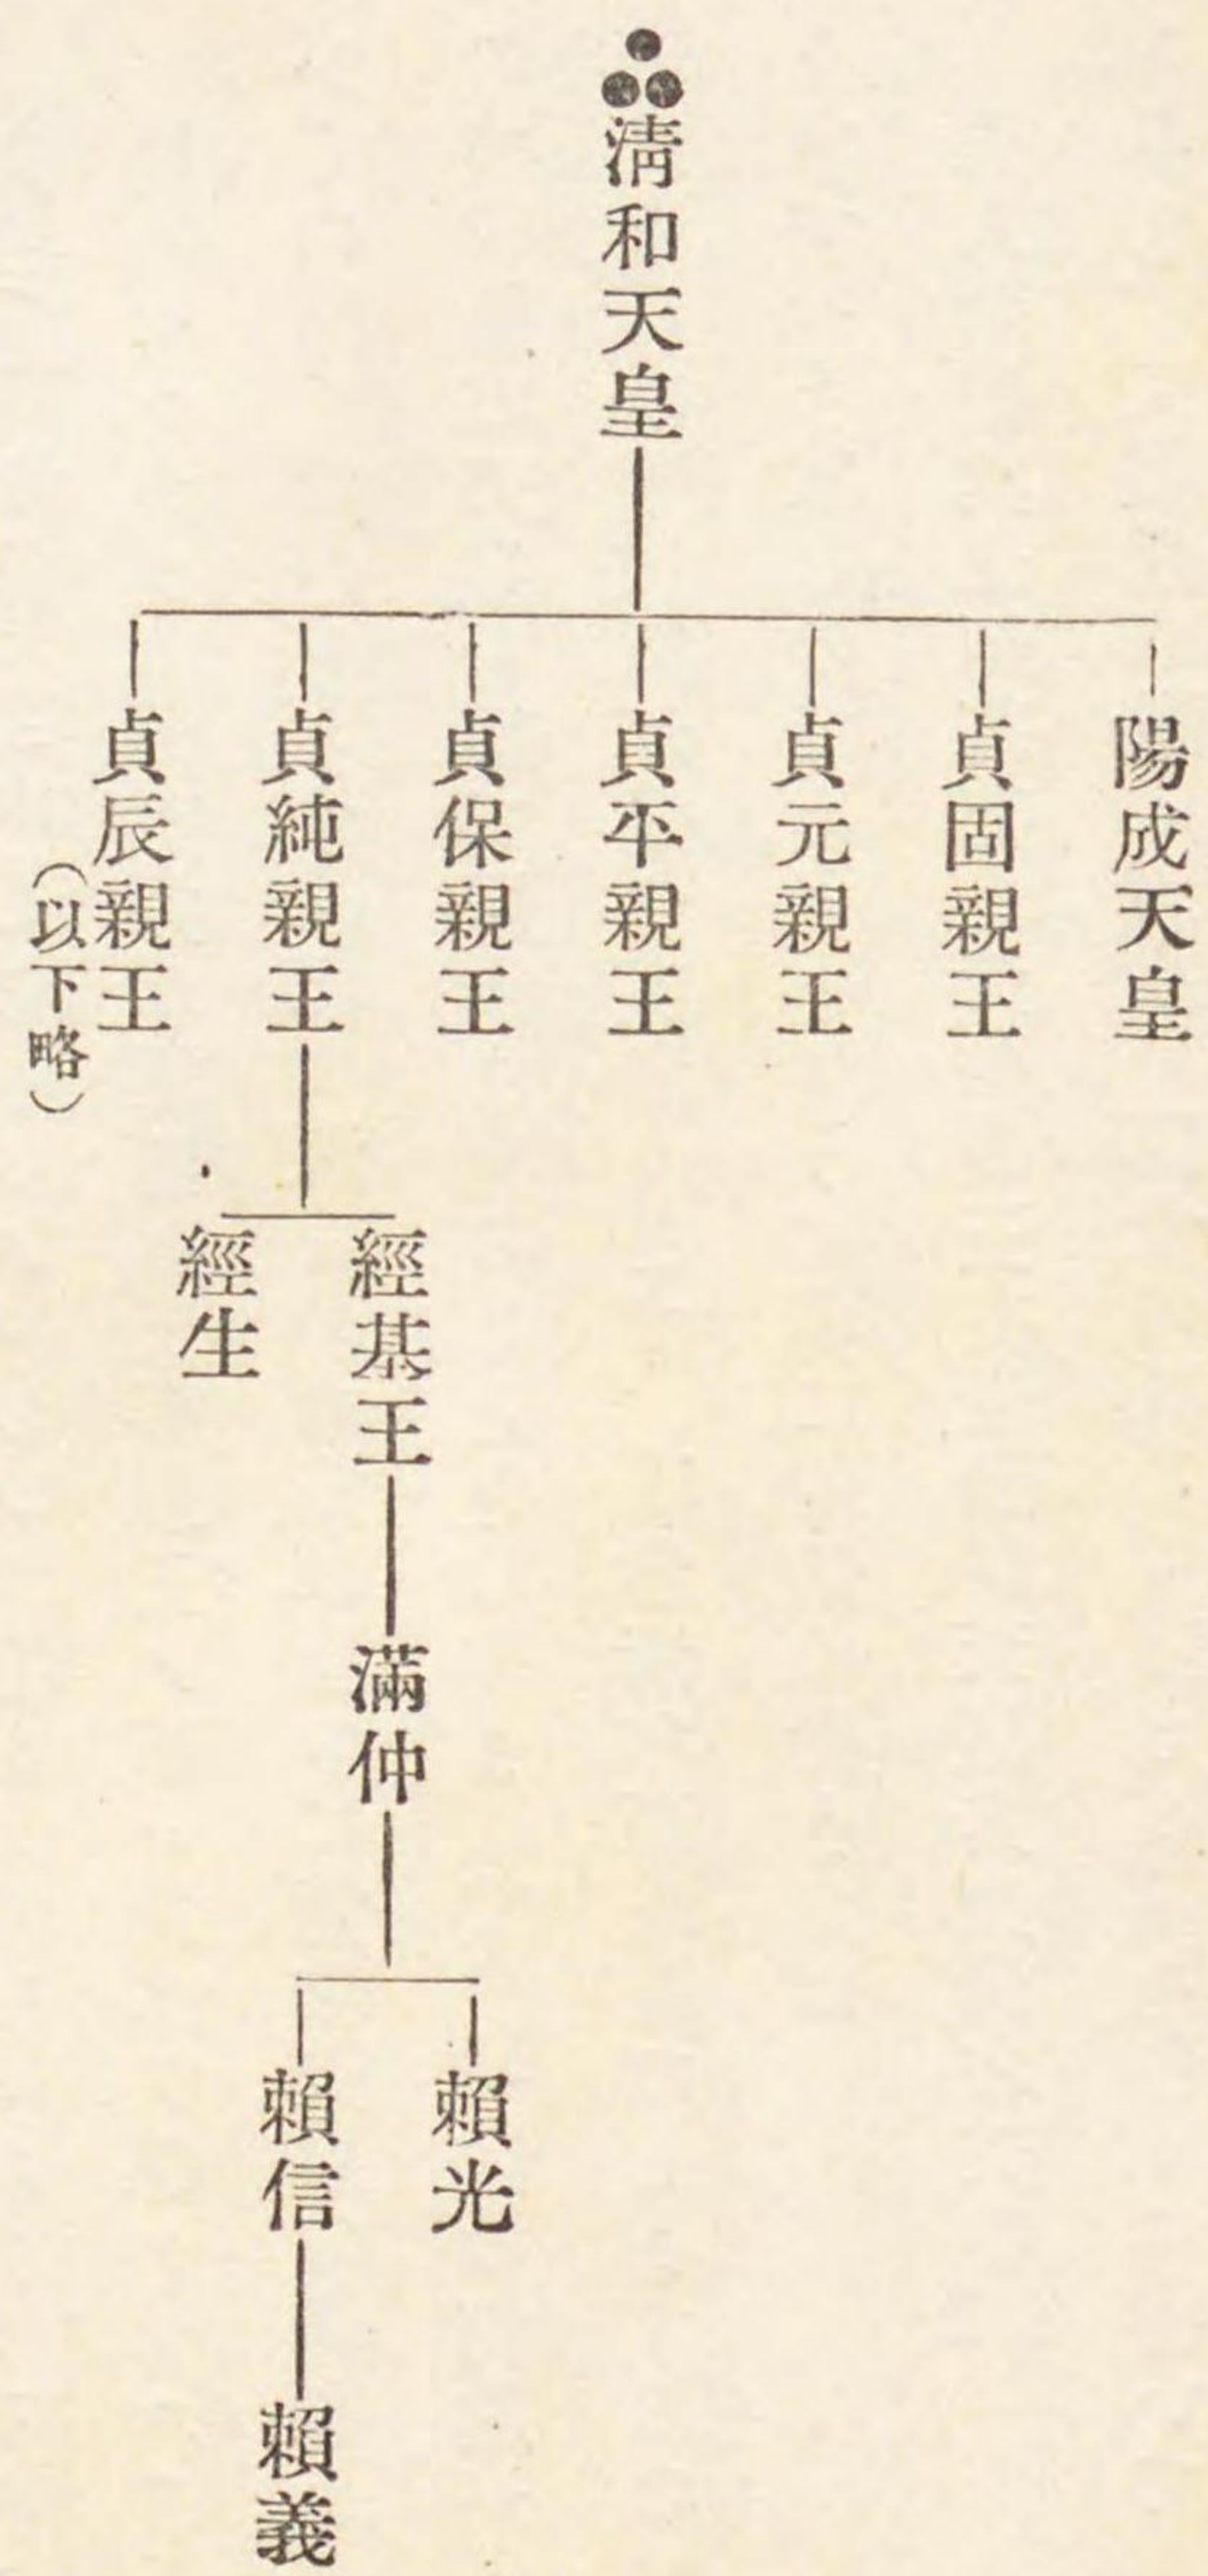 淸和天皇
陽成天皇
貞固親王
貞元親王
貞平親王
貞保親王
貞純親王
貞辰親王
（以下略）
經基王
經生
滿仲
賴光
賴信
賴義